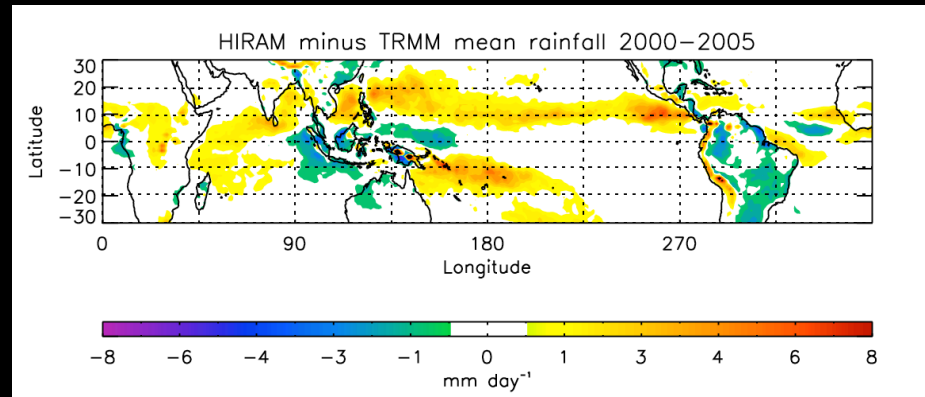 HIRAM minus TRMM mean rainfall 2000−2005
30
20
10
0
−10
−20
−30
Latitude
0 90 180 270
Longitude
−8 −6 −4 −3 −1 0 1 3 4 6 8
mm day⁻¹